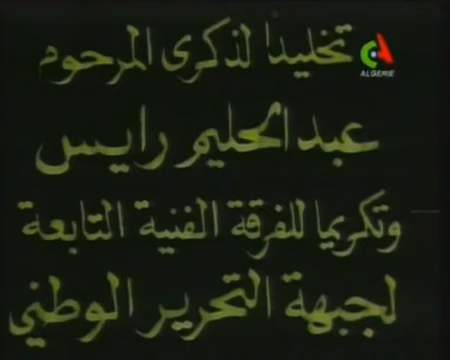 تخليدا لذكرى المرحوم
ALGERIE
عبد الحليم رايس
وتكريما للفرقة الفنية التابعة
لجبهة التحرير الوطني